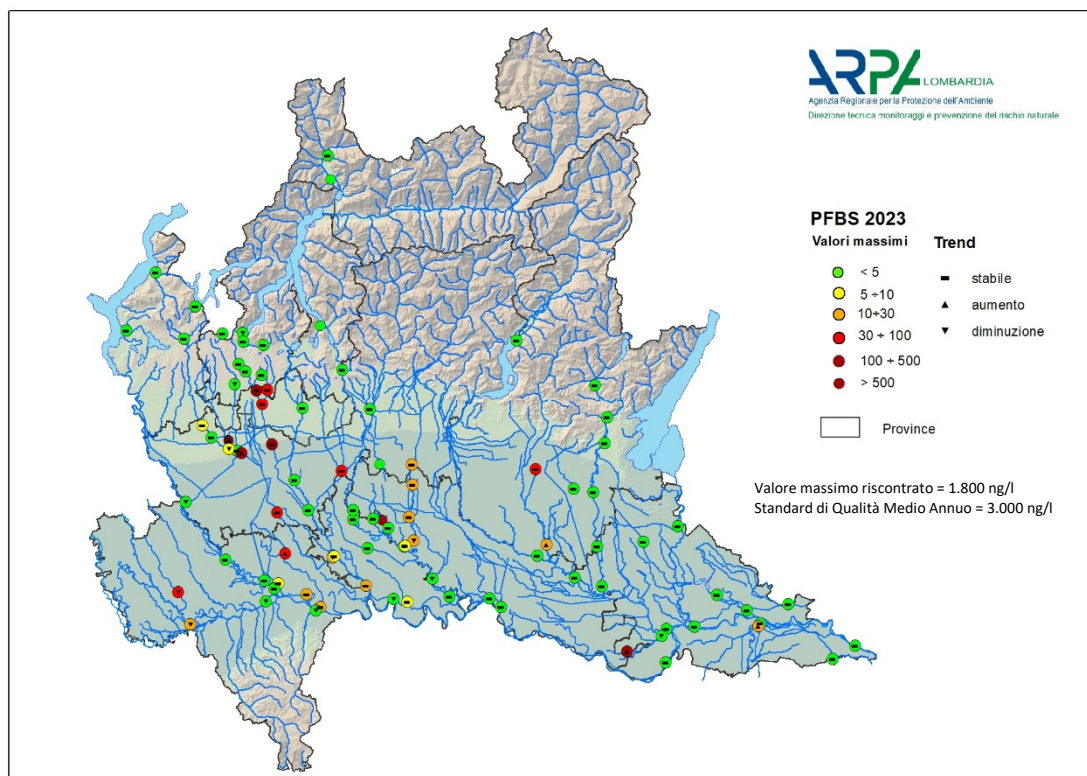 ARPA LOMBARDIA
Agenzia Regionale per la Protezione dell'Ambiente
Direzione tecnica monitoraggi e prevenzione del rischio naturale
PFBS 2023
Valori massimi
< 5
5 ÷10
10÷30
30 ÷ 100
100 ÷ 500
> 500
Province
Trend
stabile
aumento
diminuzione
Valore massimo riscontrato = 1.800 ng/l
Standard di Qualità Medio Annuo = 3.000 ng/l